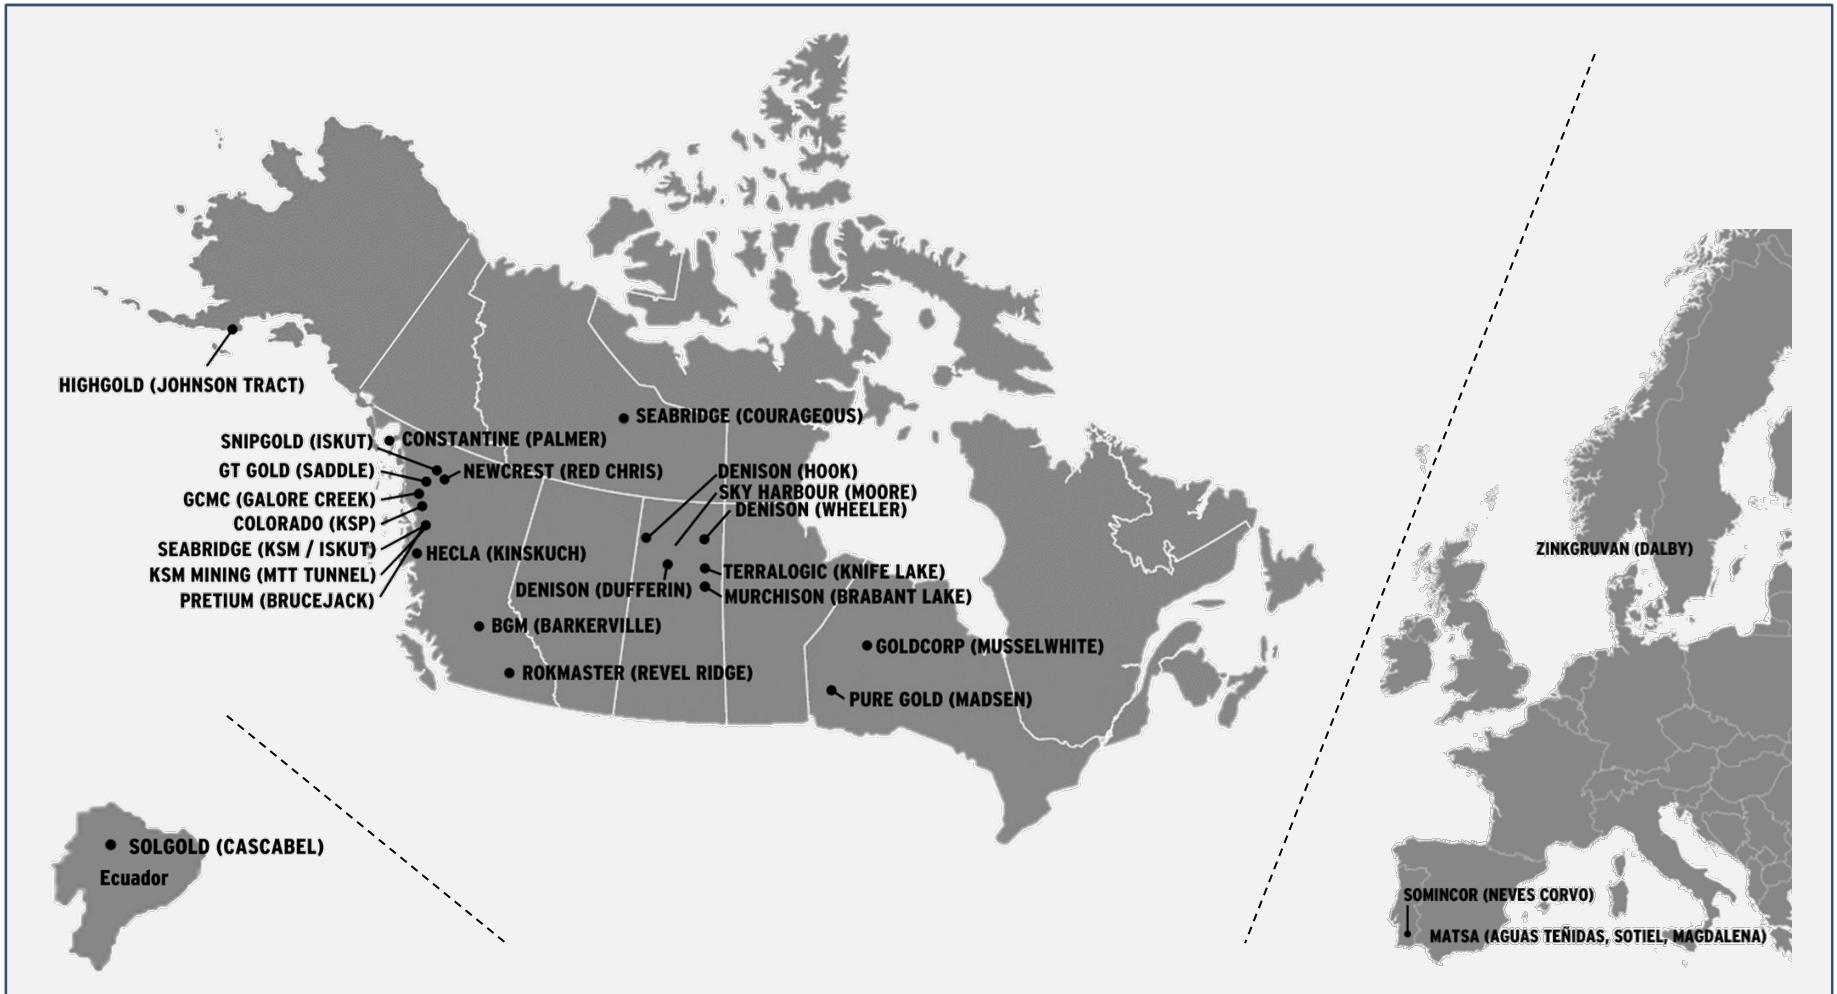 HIGHGOLD (JOHNSON TRACT)
SEABRIDGE (COURAGEOUS)
SNIPGOLD (ISKUT)
CONSTANTINE (PALMER)
GT GOLD (SADDLE)
NEWCREST (RED CHRIS)
DENISON (HOOK)
SKY HARBOUR (MOORE)
GCMC (GALORE CREEK)
DENISON (WHEELER)
COLORADO (KSP)
SEABRIDGE (KSM / ISKUT)
HECLA (KINSKUCH)
KSM MINING (MTT TUNNEL)
TERRALOGIC (KNIFE LAKE)
DENISON (DUFFERIN)
MURCHISON (BRABANT LAKE)
PRETIUM (BRUCEJACK)
BGM (BARKERVILLE)
GOLDCORP (MUSSELWHITE)
ROKMASTER (REVEL RIDGE)
PURE GOLD (MADSEN)
SOLGOLD (CASCABEL)
Ecuador
ZINKGRUVAN (DALBY)
SOMINCOR (NEVES CORVO)
MATSA (AGUAS TEÑIDAS, SOTIEL, MAGDALENA)